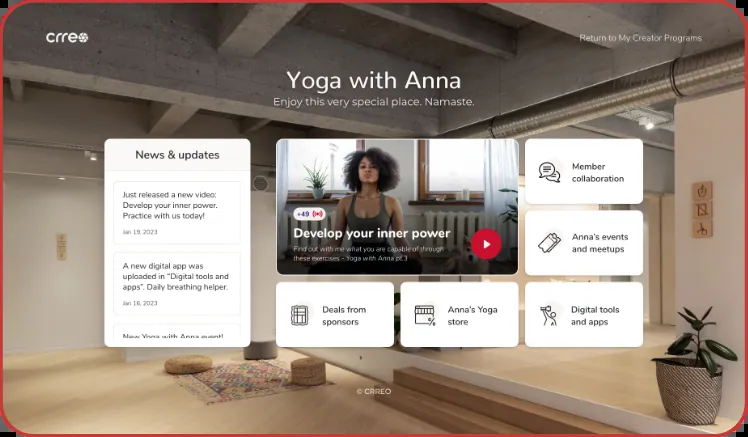 crreo
Return to My Creator Programs
Yoga with Anna
Enjoy this very special place. Namaste.
News & updates
Just released a new video:
Develop your inner power.
Practice with us today!
Jan 19, 2023
A new digital app was
uploaded in "Digital tools and
apps". Daily breathing helper.
Jan 16, 2023
New Yoga with Anna event!
+49
Develop your inner power
Find out with me what you are capable of through
these exercises - Yoga with Anna pt.3
Member
collaboration
Anna's events
and meetups
Deals from
sponsors
Anna's Yoga
store
Digital tools
and apps
© CRREO